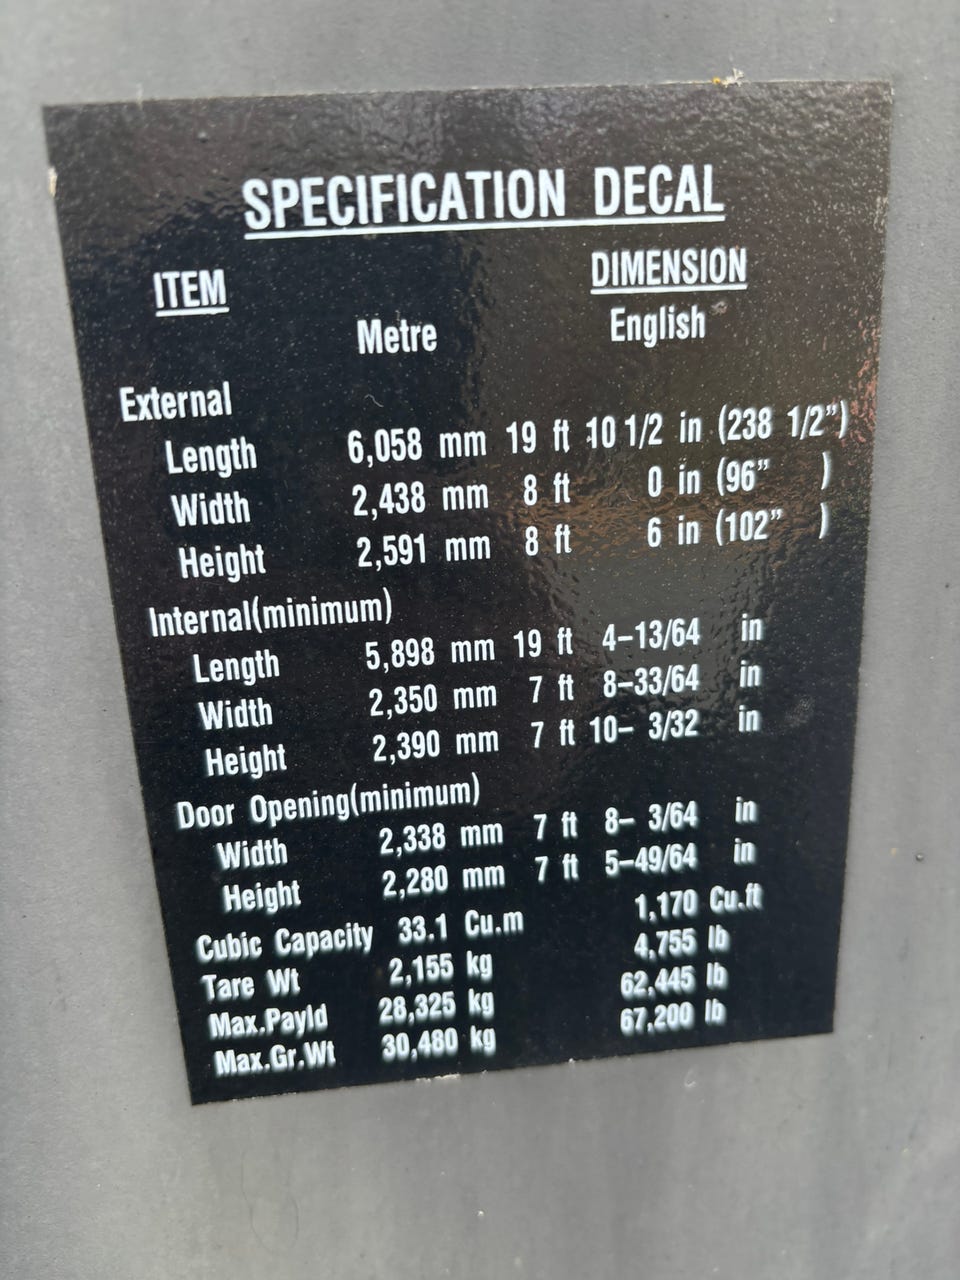 SPECIFICATION DECAL
ITEM DIMENSION
Metre English
External
Length 6,058 mm 19 ft 10 1/2 in (238 1/2")
Width 2,438 mm 8 ft 0 in (96" )
Height 2,591 mm 8 ft 6 in (102" )
Internal(minimum)
Length 5,898 mm 19 ft 4-13/64 in
Width 2,350 mm 7 ft 8-33/64 in
Height 2,390 mm 7 ft 10- 3/32 in
Door Opening(minimum)
Width 2,338 mm 7 ft 8- 3/64 in
Height 2,280 mm 7 ft 5-49/64 in
Cubic Capacity 33.1 Cu.m 1,170 Cu.ft
Tare Wt 2,155 kg 4,755 lb
Max.Payld 28,325 kg 62,445 lb
Max.Gr.Wt 30,480 kg 67,200 lb